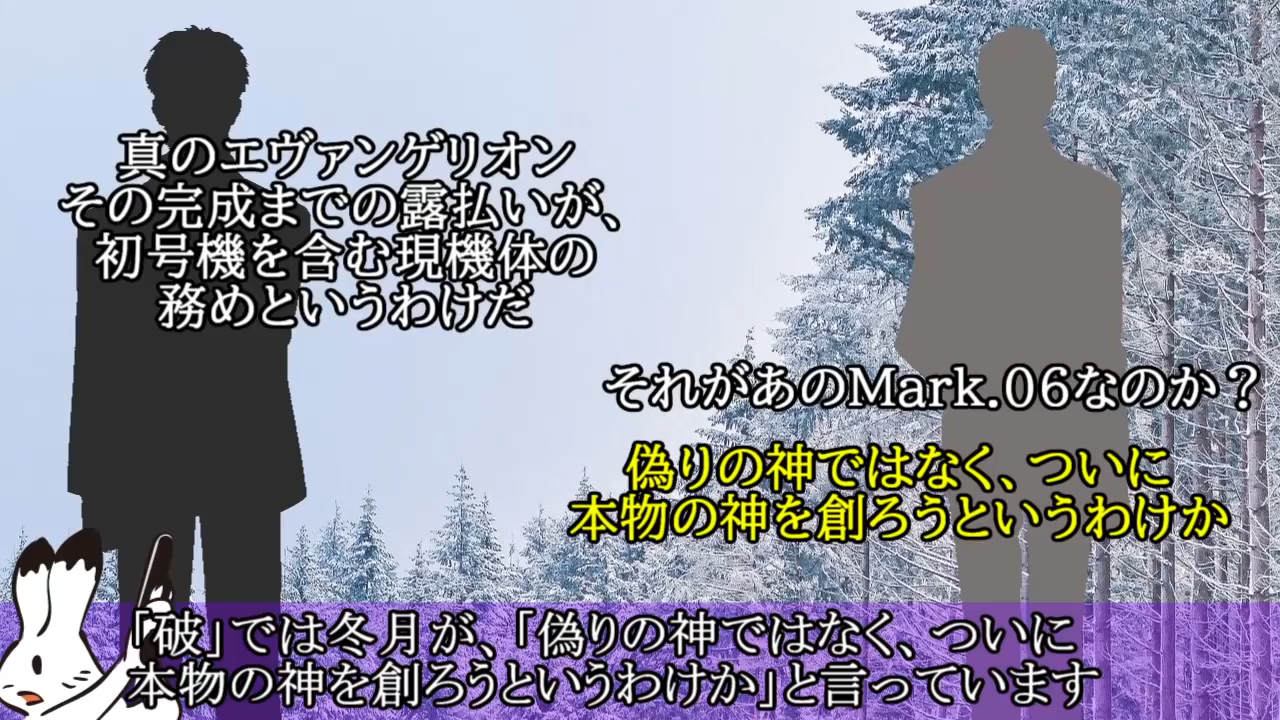 真のエヴァンゲリオン
その完成までの露払いが、
初号機を含む現機体の
務めというわけだ
それがあのMark.06なのか？
偽りの神ではなく、ついに
本物の神を創ろうというわけか
「破」では冬月が、「偽りの神ではなく、ついに
本物の神を創ろうというわけか」と言っています